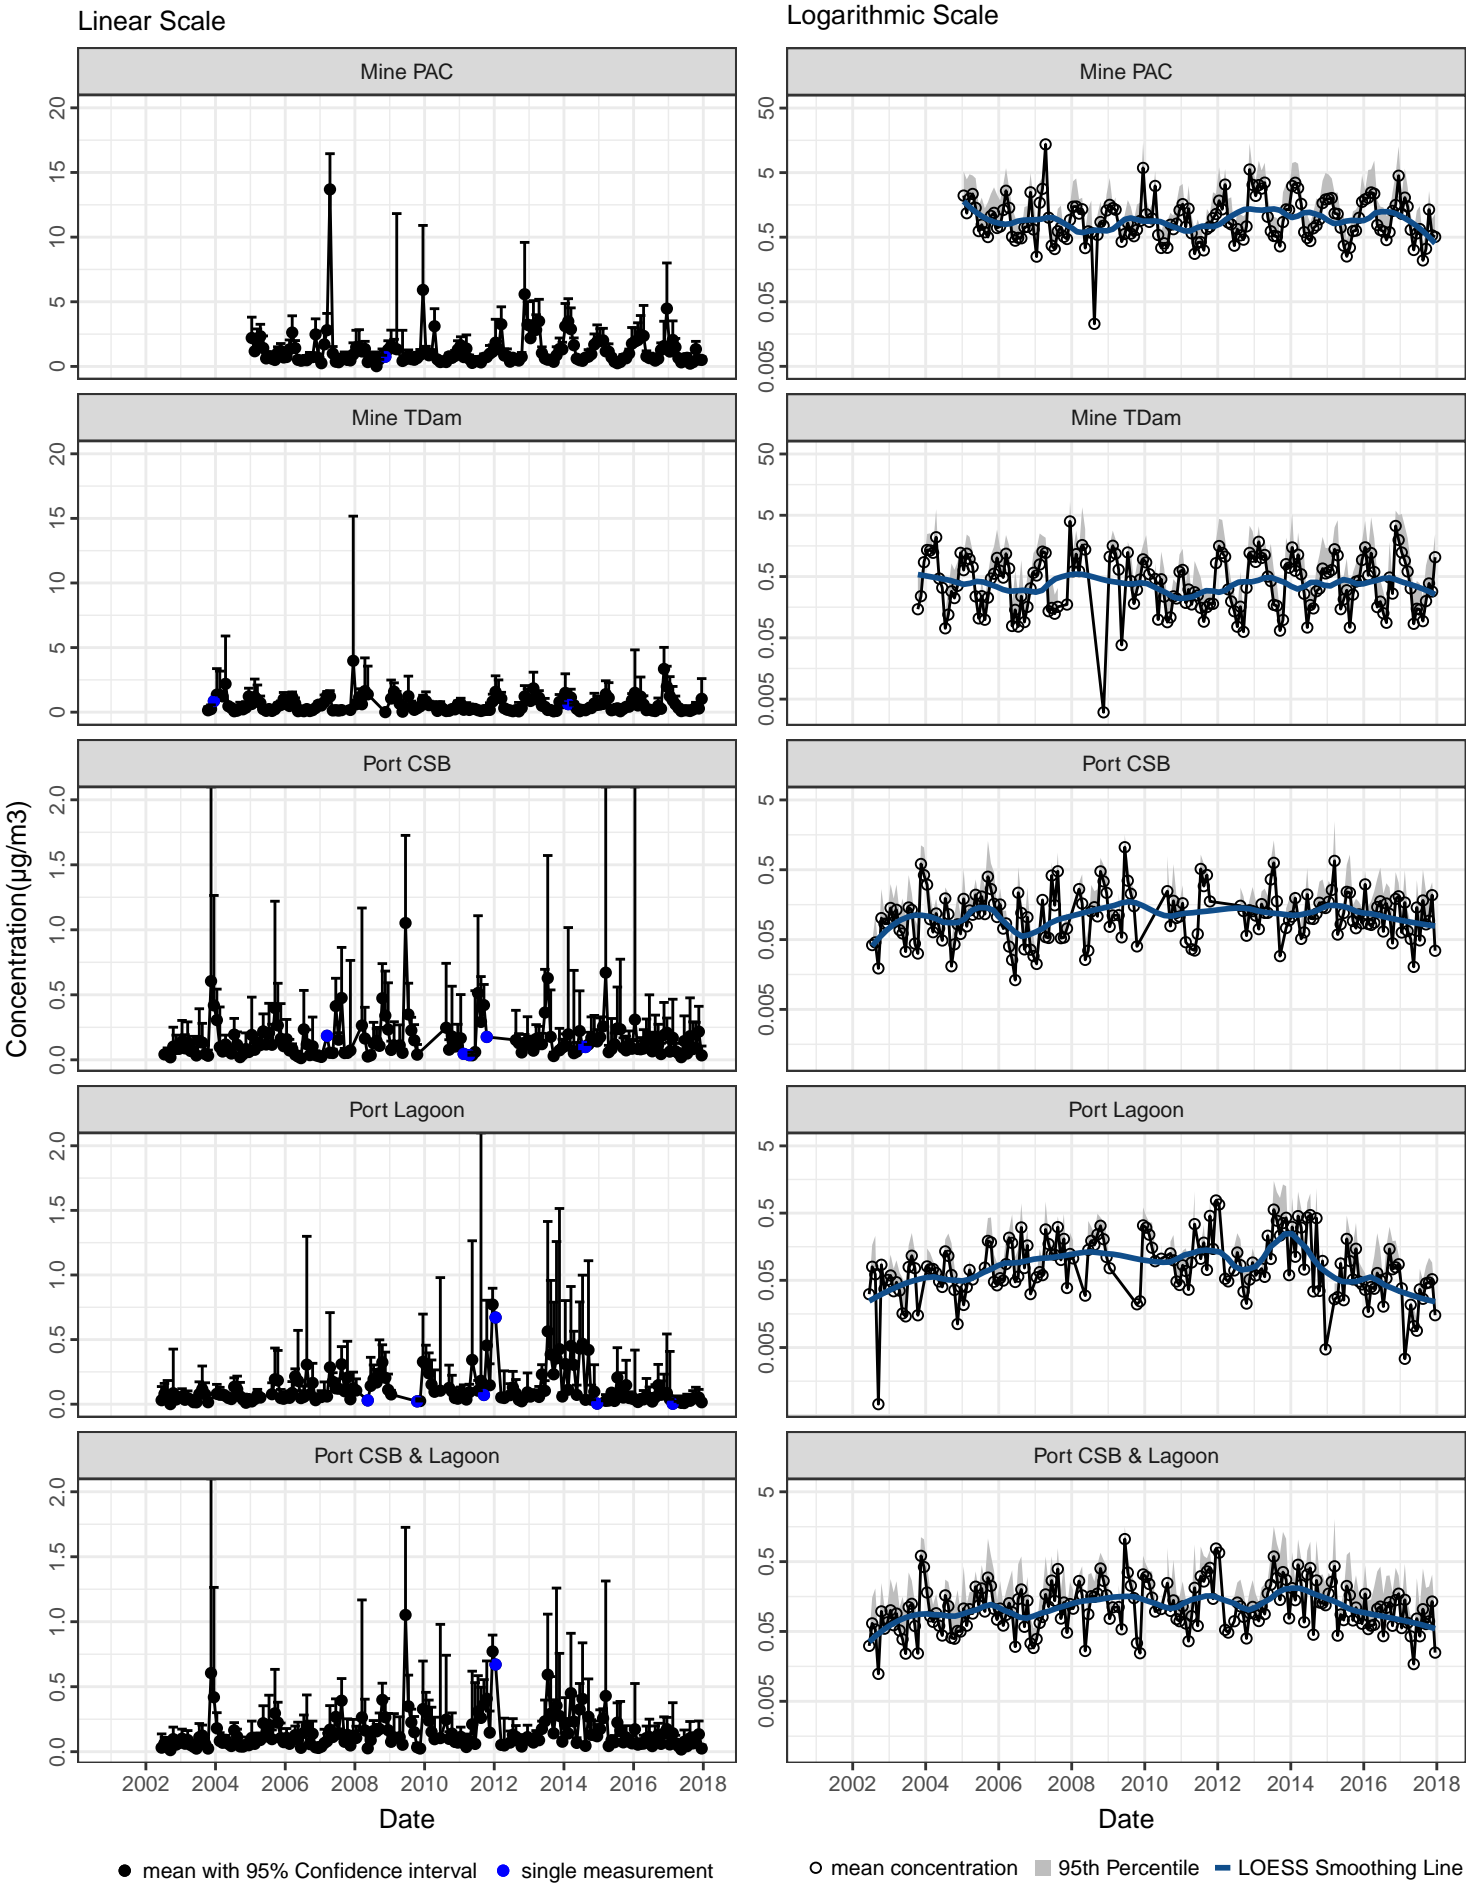 Linear Scale
Logarithmic Scale
Mine PAC
Mine PAC
20
15
10
5
0
50
5
0.5
0.05
0.005
Mine TDam
Mine TDam
20
15
10
5
0
50
5
0.5
0.05
0.005
Concentration(µg/m3)
Port CSB
Port CSB
2.0
1.5
1.0
0.5
0.0
5
0.5
0.05
0.005
Port Lagoon
Port Lagoon
2.0
1.5
1.0
0.5
0.0
5
0.5
0.05
0.005
Port CSB & Lagoon
Port CSB & Lagoon
2.0
1.5
1.0
0.5
0.0
5
0.5
0.05
0.005
2002 2004 2006 2008 2010 2012 2014 2016 2018
2002 2004 2006 2008 2010 2012 2014 2016 2018
Date
Date
mean with 95% Confidence interval single measurement
mean concentration 95th Percentile LOESS Smoothing Line